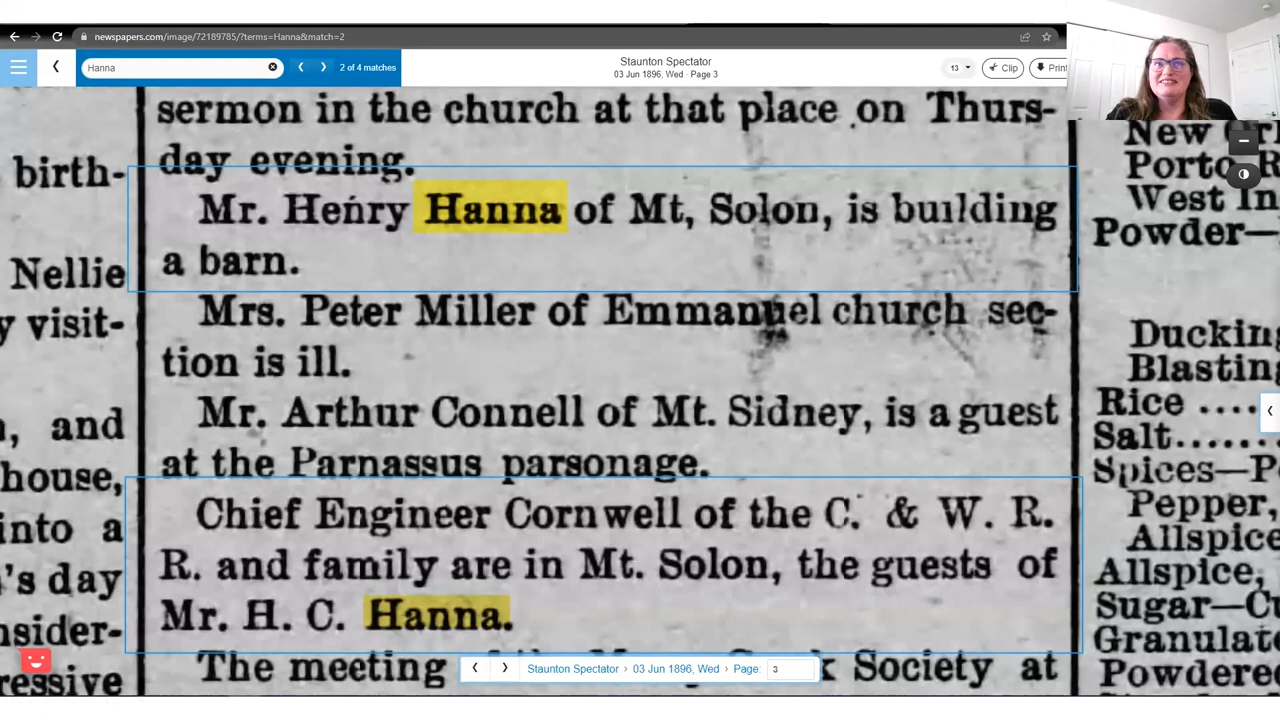 newspapers.com/image/72189785/?terms=Hanna&match=2
Hanna
2 of 4 matches
Staunton Spectator
03 Jun 1896, Wed · Page 3
13
Clip
Print
sermon in the church at that place on Thurs-
day evening.
Mr. Henry Hanna of Mt, Solon, is building
a barn.
Mrs. Peter Miller of Emmanuel church sec-
tion is ill.
Mr. Arthur Connell of Mt. Sidney, is a guest
at the Parnassus parsonage.
Chief Engineer Cornwell of the C. & W. R.
R. and family are in Mt. Solon, the guests of
Mr. H. C. Hanna.
The meeting of the Society at
birth-
Nellie
visit-
and
house,
into a
's day
nsider-
ressive
New
Porto R
West In
Powder—
Ducking
Blasting
Rice ....
Salt.......
Spices—P
Pepper,
Allspice
Allspice,
Sugar—C
Granulate
Powdered
Staunton Spectator › 03 Jun 1896, Wed › Page: 3